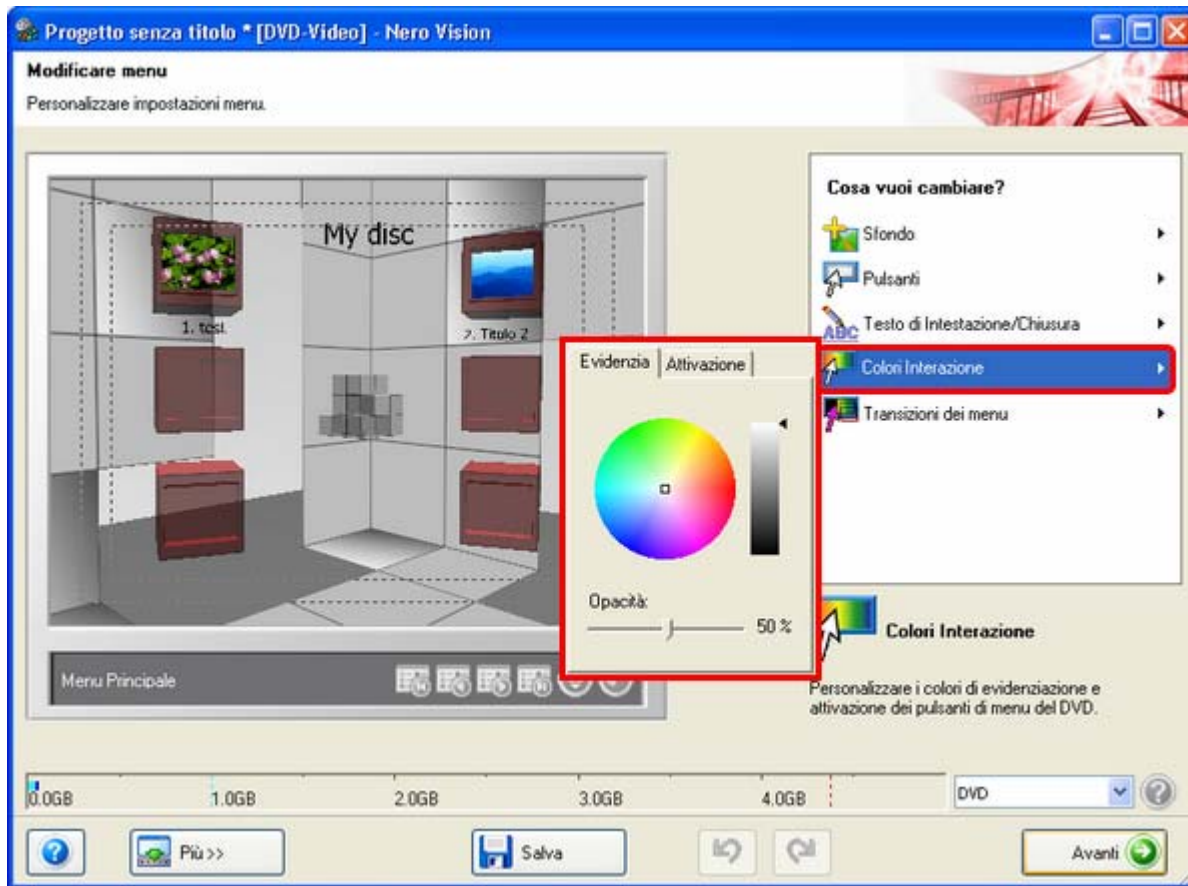 Progetto senza titolo * [DVD-Video] - Nero Vision
Modificare menu
Personalizzare impostazioni menu.
My disc
1. test
2. Titolo 2
Menu Principale
Cosa vuoi cambiare?
Sfondo
Pulsanti
ABC
Testo di Intestazione/Chiusura
Colori Interazione
Transizioni dei menu
Evidenzia
Attivazione
Opacità:
50 %
Colori Interazione
Personalizzare i colori di evidenziazione e
attivazione dei pulsanti di menu del DVD.
0.0GB 1.0GB 2.0GB 3.0GB 4.0GB
DVD
Più >>
Salva
Avanti